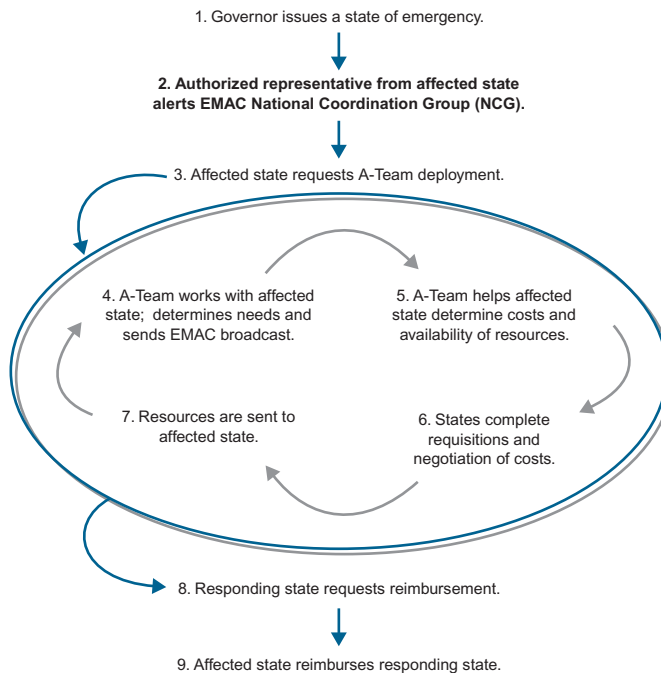 1. Governor issues a state of emergency.
2. Authorized representative from affected state
alerts EMAC National Coordination Group (NCG).
3. Affected state requests A-Team deployment.
4. A-Team works with affected
state; determines needs and
sends EMAC broadcast.
5. A-Team helps affected
state determine costs and
availability of resources.
6. States complete
requisitions and
negotiation of costs.
7. Resources are sent to
affected state.
8. Responding state requests reimbursement.
9. Affected state reimburses responding state.